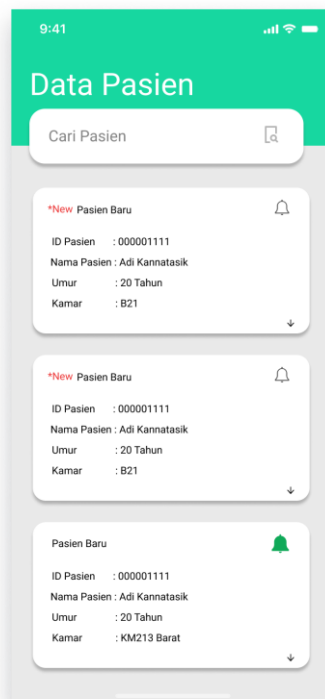 9:41
Data Pasien
Cari Pasien
*New Pasien Baru
ID Pasien : 000001111
Nama Pasien : Adi Kannatasik
Umur : 20 Tahun
Kamar : B21
*New Pasien Baru
ID Pasien : 000001111
Nama Pasien : Adi Kannatasik
Umur : 20 Tahun
Kamar : B21
Pasien Baru
ID Pasien : 000001111
Nama Pasien : Adi Kannatasik
Umur : 20 Tahun
Kamar : KM213 Barat